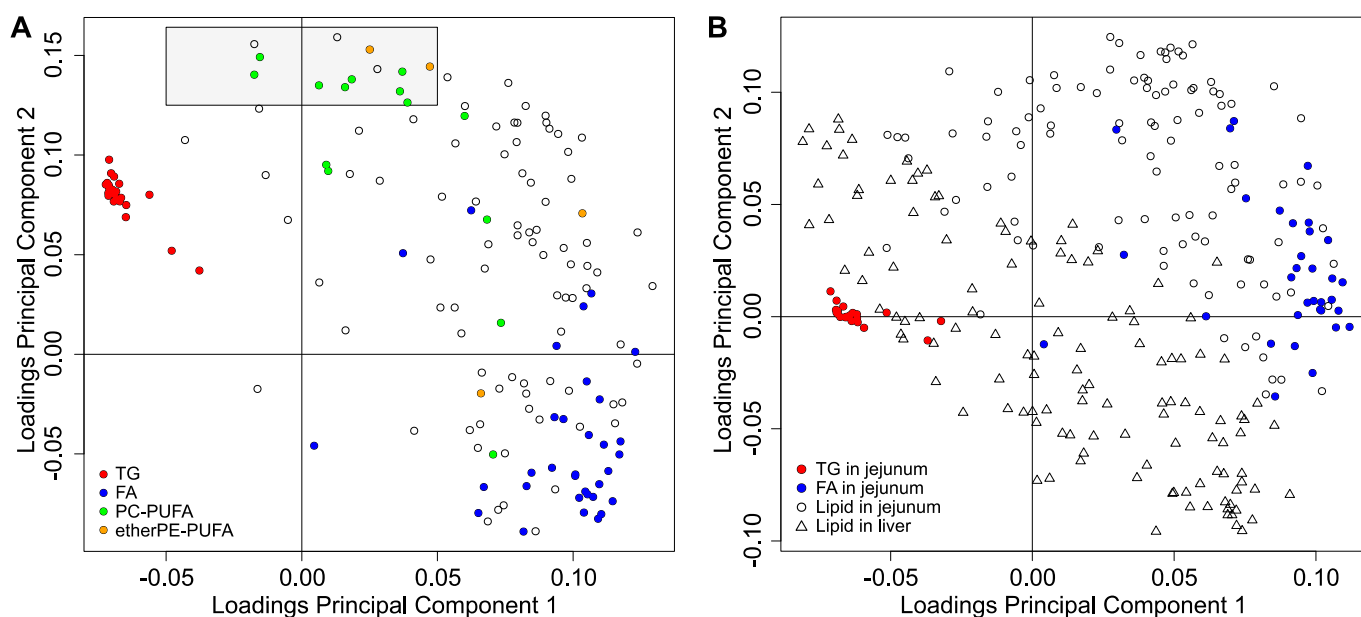 A
Loadings Principal Component 2
0.15
0.10
0.05
0.00
-0.05
TG
FA
PC-PUFA
etherPE-PUFA
-0.05
0.00
0.05
0.10
Loadings Principal Component 1
B
Loadings Principal Component 2
0.10
0.05
0.00
-0.05
-0.10
TG in jejunum
FA in jejunum
Lipid in jejunum
Lipid in liver
-0.05
0.00
0.05
0.10
Loadings Principal Component 1